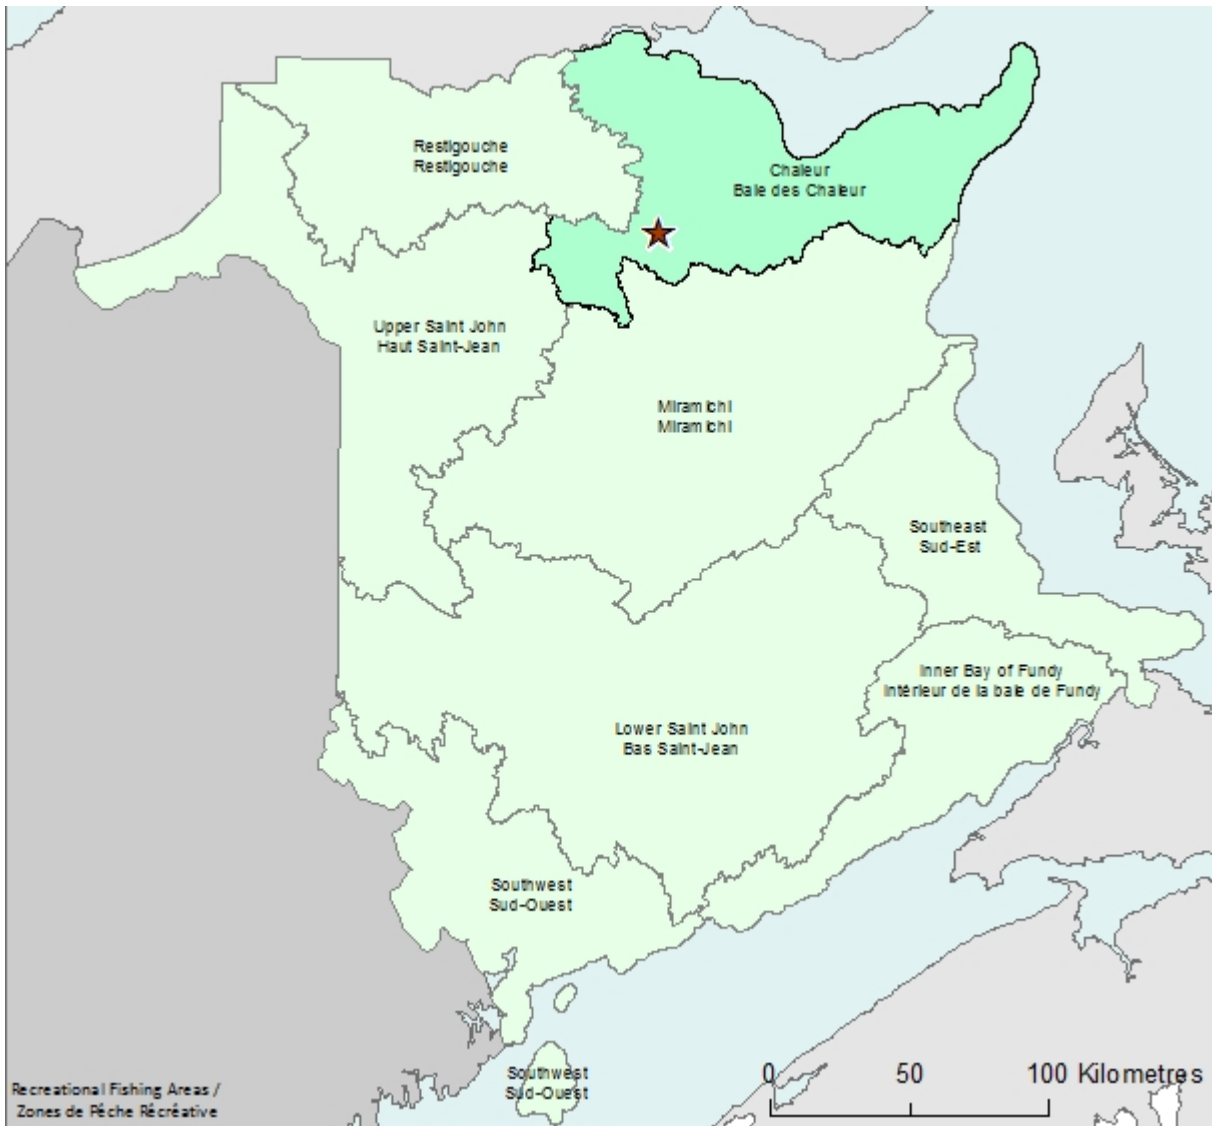 Restigouche
Restigouche
Chaleur
Baie des Chaleur
Upper Saint John
Haut Saint-Jean
Miramichi
Miramichi
Southeast
Sud-Est
Inner Bay of Fundy
Intérieur de la baie de Fundy
Lower Saint John
Bas Saint-Jean
Southwest
Sud-Ouest
Southwest
Sud-Ouest
0 50 100 Kilometres
Recreational Fishing Areas /
Zones de Pêche Récréative